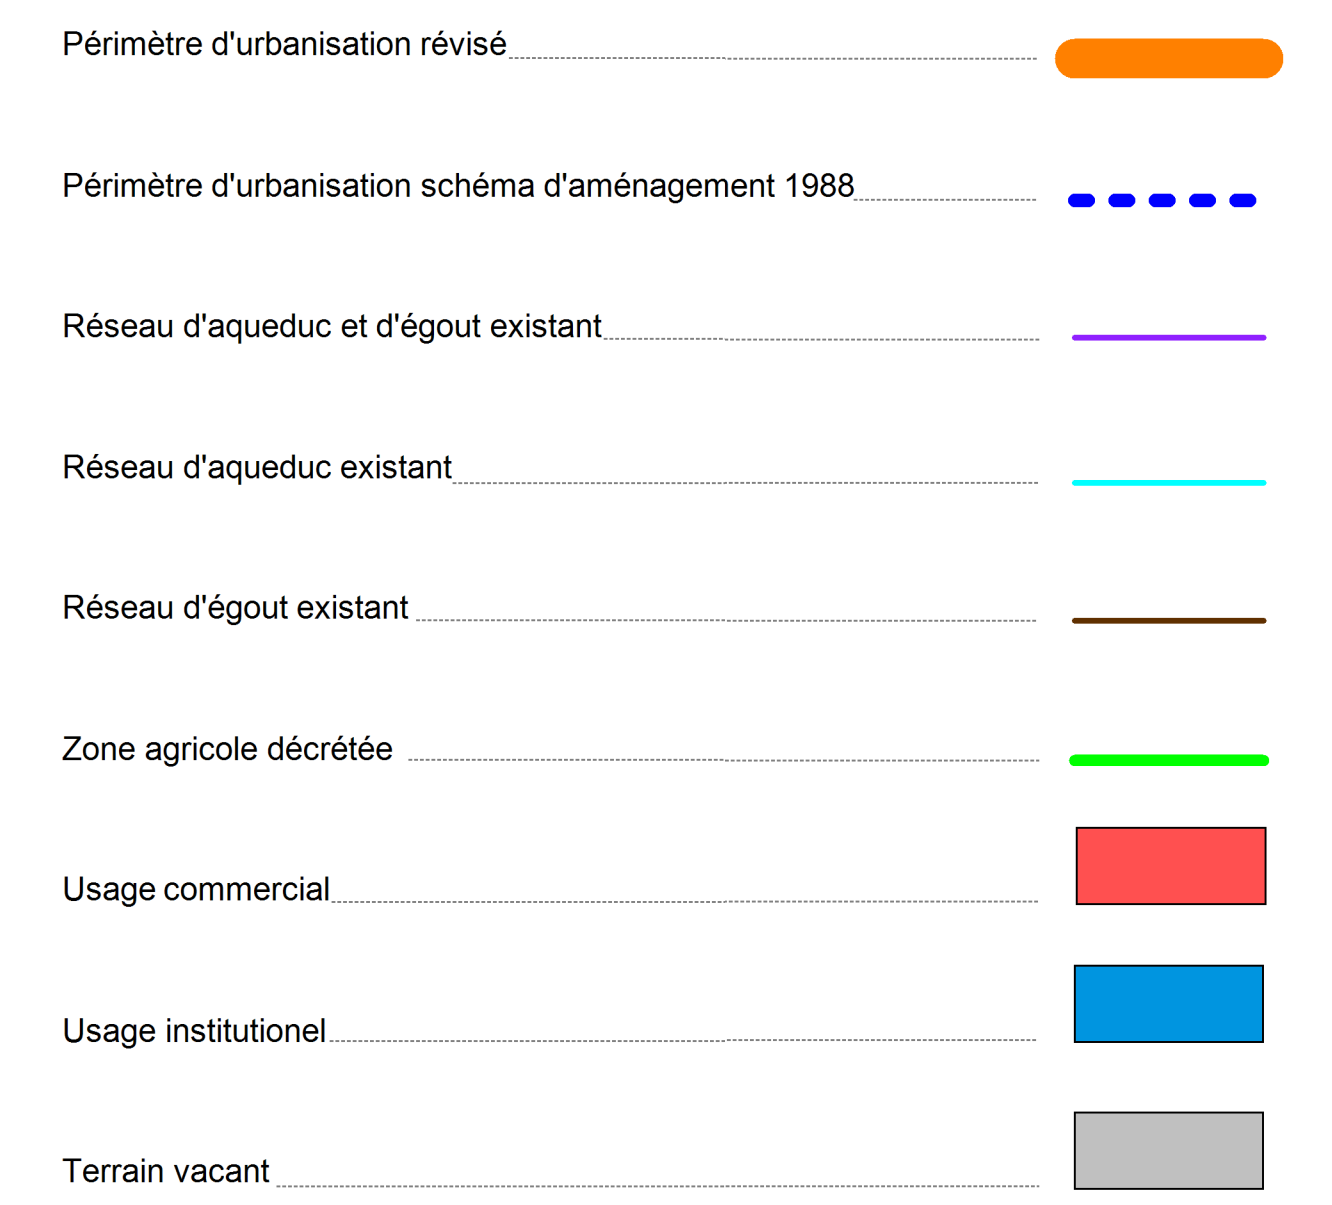 Périmètre d'urbanisation révisé
Périmètre d'urbanisation schéma d'aménagement 1988
Réseau d'aqueduc et d'égout existant
Réseau d'aqueduc existant
Réseau d'égout existant
Zone agricole décrétée
Usage commercial
Usage institutionel
Terrain vacant